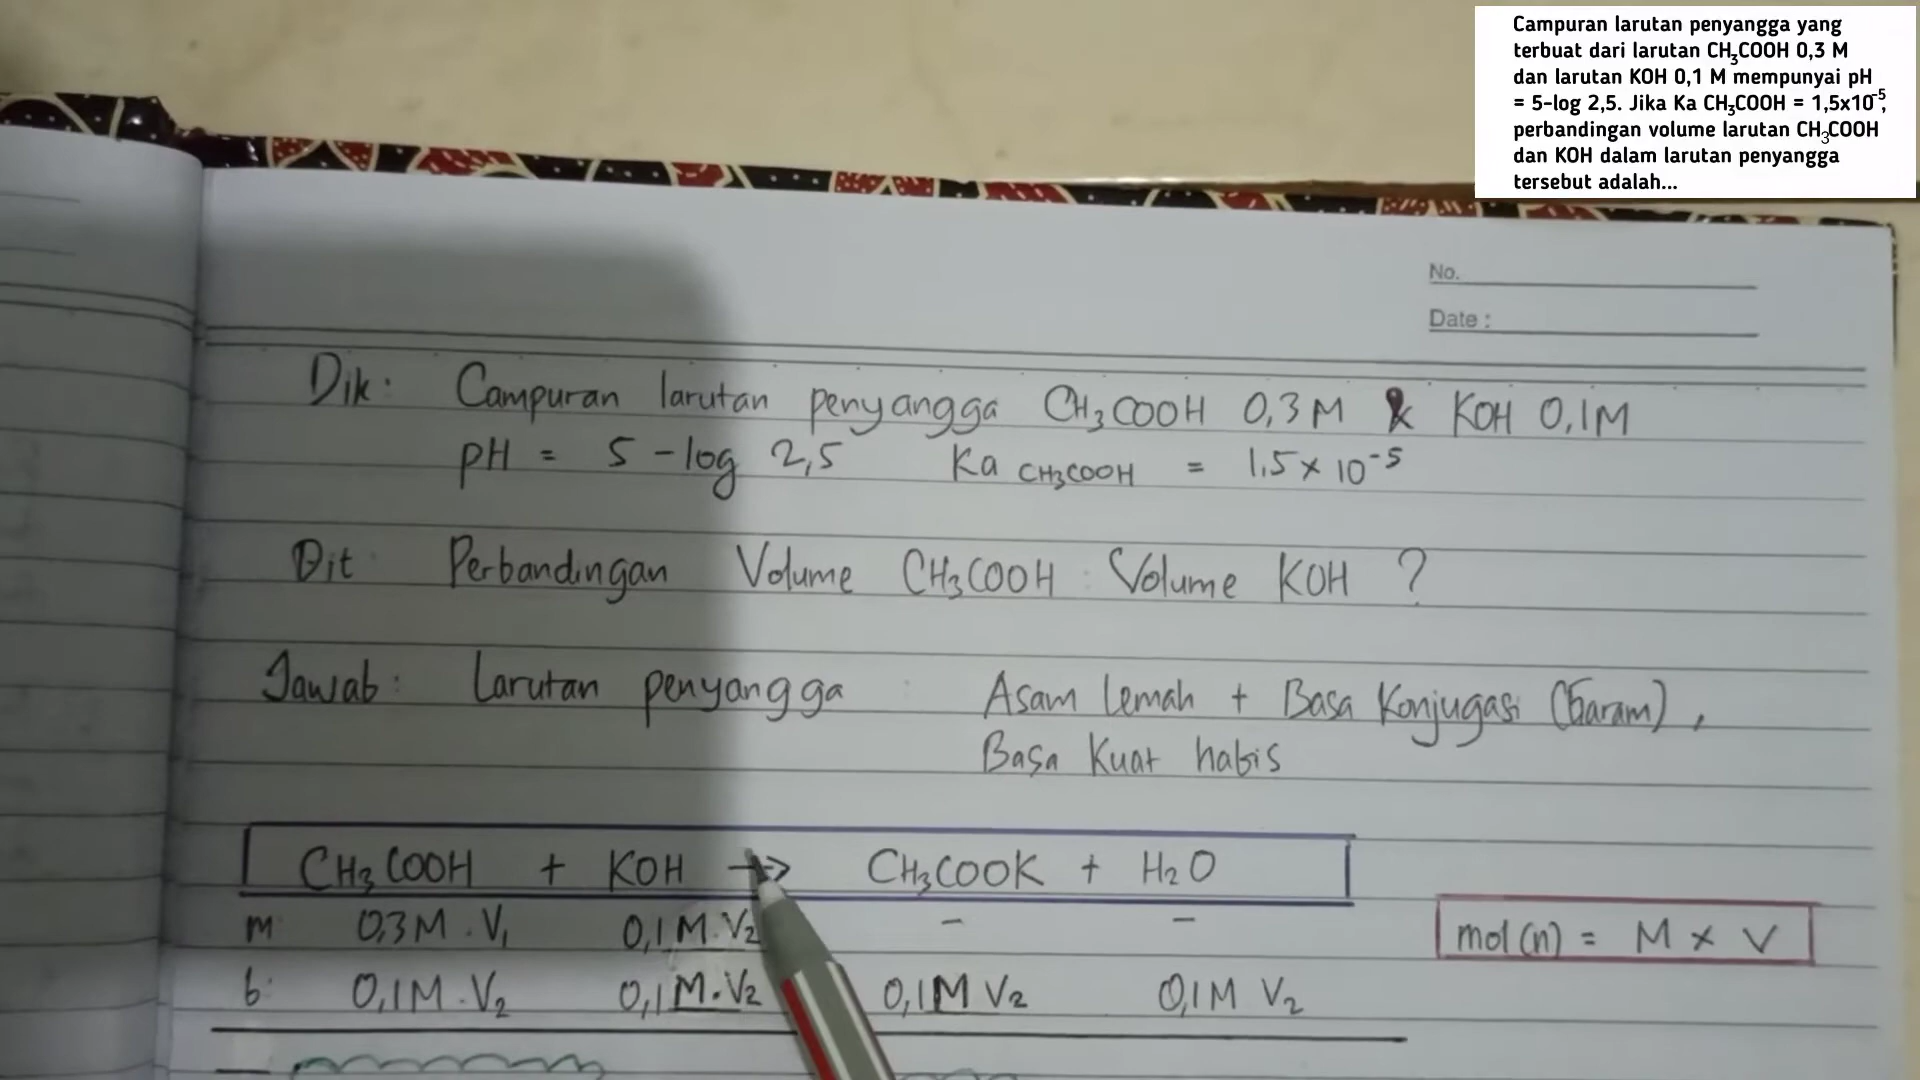 Campuran larutan penyangga yang
terbuat dari larutan CH₃COOH 0,3 M
dan larutan KOH 0,1 M mempunyai pH
= 5-log 2,5. Jika Ka CH₃COOH = 1,5x10⁻⁵,
perbandingan volume larutan CH₃COOH
dan KOH dalam larutan penyangga
tersebut adalah...
No.
Date :
Dik: Campuran larutan penyangga CH₃COOH 0,3 M & KOH 0,1M
pH = 5 - log 2,5 Ka CH₃COOH = 1,5 × 10⁻⁵
Dit: Perbandingan Volume CH₃COOH : Volume KOH ?
Jawab: Larutan penyangga : Asam lemah + Basa Konjugasi (Garam),
Basa Kuat habis
CH₃COOH + KOH → CH₃COOK + H₂O
m: 0,3 M . V₁ 0,1 M. V₂ - -
mol (n) = M × V
b: 0,1M . V₂ 0,1 M. V₂ 0,1M V₂ 0,1M V₂